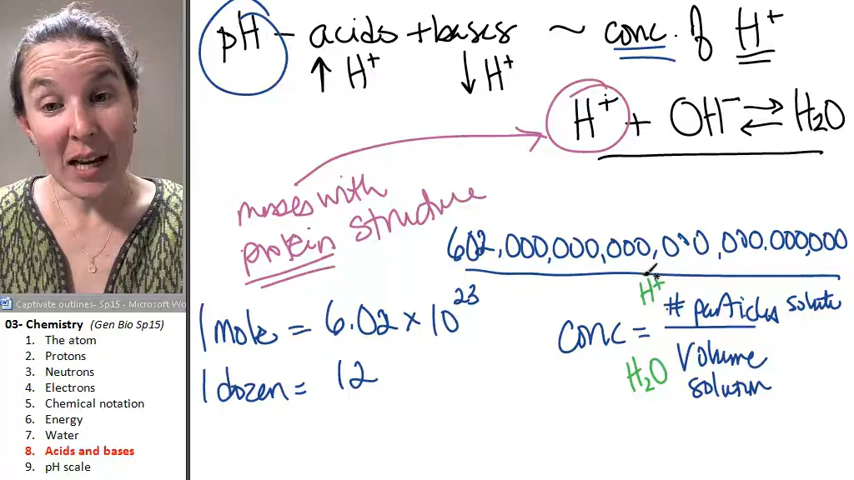 pH - acids + bases ~ conc. of H⁺
↑ H⁺ ↓ H⁺
H⁺ + OH⁻ ⇄ H₂O
messes with
protein structure
602,000,000,000,000,000.000,000
1 mole = 6.02 × 10²³
1 dozen = 12
H⁺
conc = # particles solute
H₂O Volume
solution
Captivate outlines- Sp15 - Microsoft Wo
03- Chemistry (Gen Bio Sp15)
1. The atom
2. Protons
3. Neutrons
4. Electrons
5. Chemical notation
6. Energy
7. Water
8. Acids and bases
9. pH scale